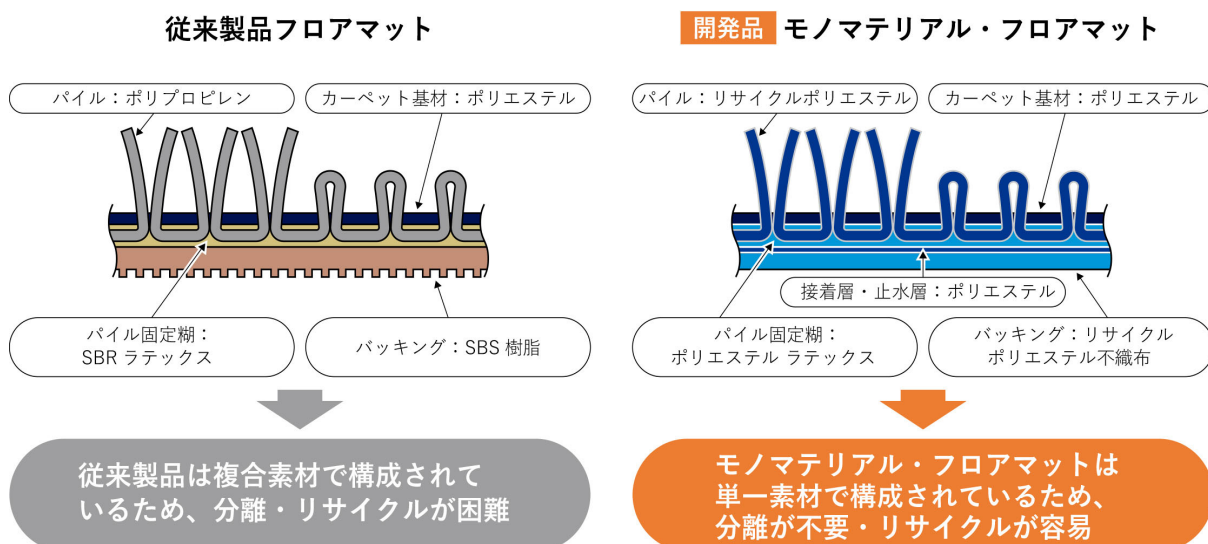 従来製品フロアマット
パイル：ポリプロピレン
カーペット基材：ポリエステル
パイル固定糊：
SBR ラテックス
バッキング：SBS 樹脂
従来製品は複合素材で構成されて
いるため、分離・リサイクルが困難
開発品 モノマテリアル・フロアマット
パイル：リサイクルポリエステル
カーペット基材：ポリエステル
接着層・止水層：ポリエステル
パイル固定糊：
ポリエステル ラテックス
バッキング：リサイクル
ポリエステル不織布
モノマテリアル・フロアマットは
単一素材で構成されているため、
分離が不要・リサイクルが容易